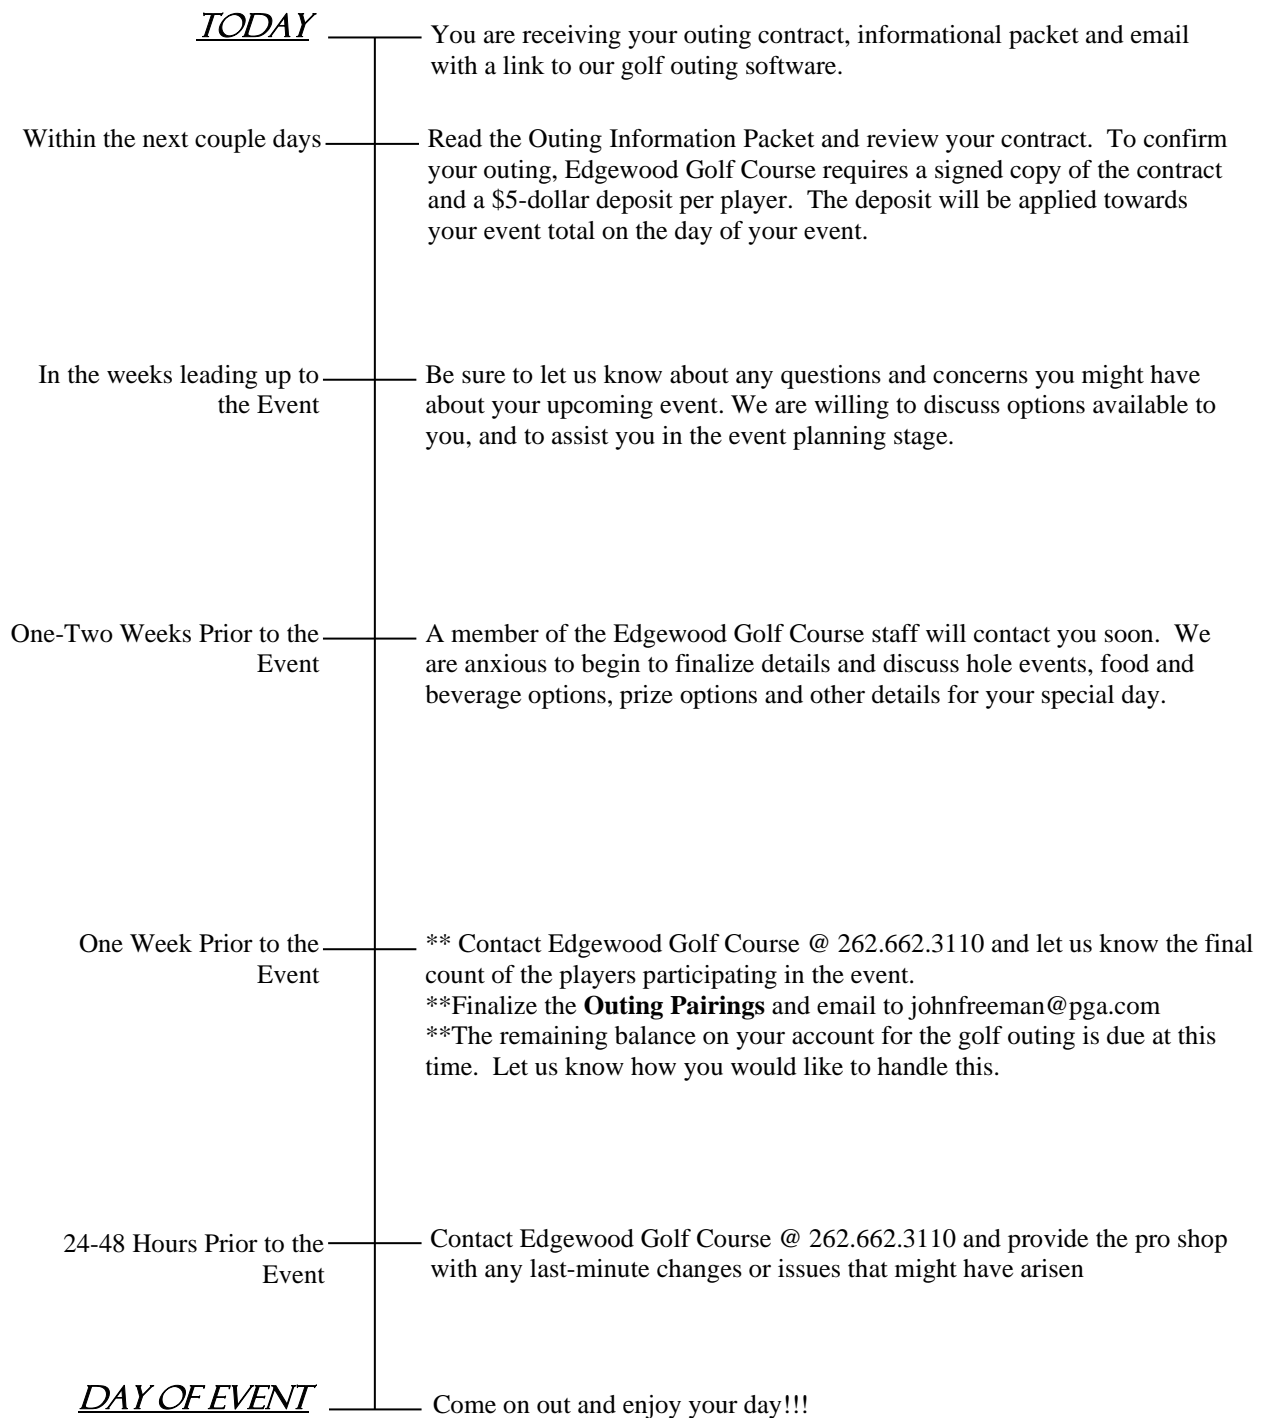 TODAY
You are receiving your outing contract, informational packet and email
with a link to our golf outing software.
Within the next couple days
Read the Outing Information Packet and review your contract.  To confirm
your outing, Edgewood Golf Course requires a signed copy of the contract
and a $5-dollar deposit per player.  The deposit will be applied towards
your event total on the day of your event.
In the weeks leading up to
the Event
Be sure to let us know about any questions and concerns you might have
about your upcoming event. We are willing to discuss options available to
you, and to assist you in the event planning stage.
One-Two Weeks Prior to the
Event
A member of the Edgewood Golf Course staff will contact you soon.  We
are anxious to begin to finalize details and discuss hole events, food and
beverage options, prize options and other details for your special day.
One Week Prior to the
Event
** Contact Edgewood Golf Course @ 262.662.3110 and let us know the final
count of the players participating in the event.
**Finalize the Outing Pairings and email to johnfreeman@pga.com
**The remaining balance on your account for the golf outing is due at this
time.  Let us know how you would like to handle this.
24-48 Hours Prior to the
Event
Contact Edgewood Golf Course @ 262.662.3110 and provide the pro shop
with any last-minute changes or issues that might have arisen
DAY OF EVENT
Come on out and enjoy your day!!!